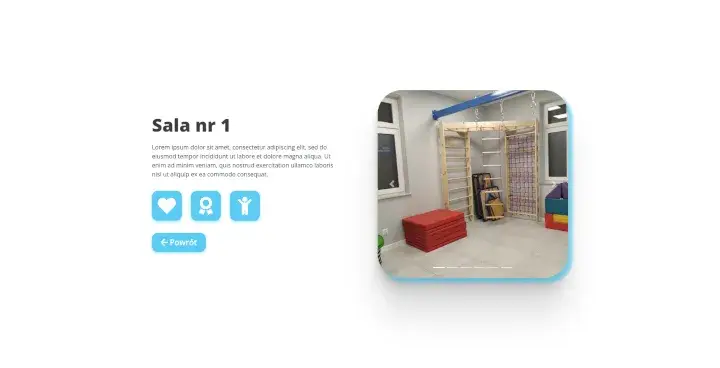 Sala nr 1
Lorem ipsum dolor sit amet, consectetur adipiscing elit, sed do
eiusmod tempor incididunt ut labore et dolore magna aliqua. Ut
enim ad minim veniam, quis nostrud exercitation ullamco laboris
nisi ut aliquip ex ea commodo consequat.
Powrót